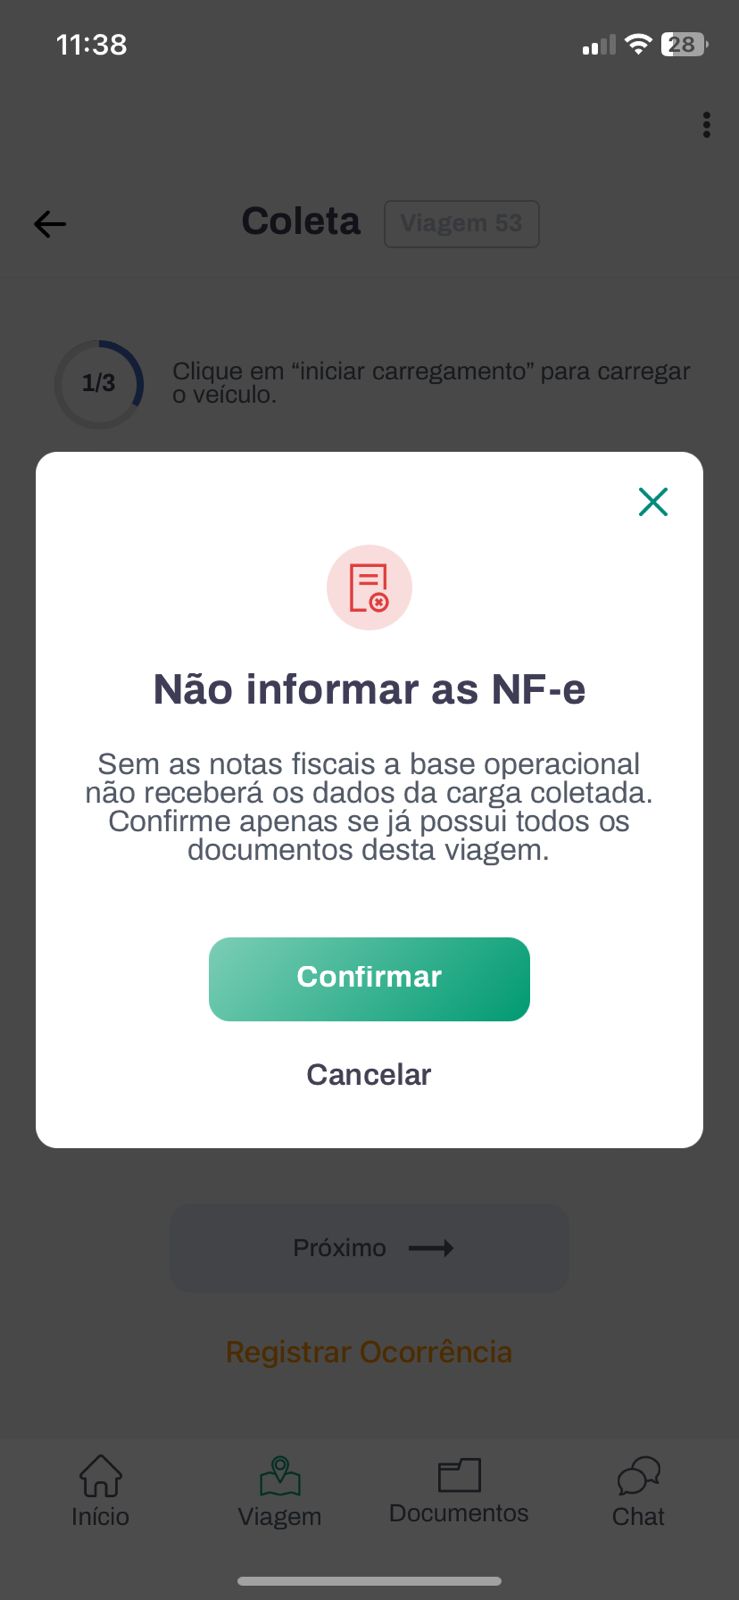 11:38
28
Coleta
Viagem 53
1/3
Clique em “iniciar carregamento” para carregar
o veículo.
Não informar as NF-e
Sem as notas fiscais a base operacional
não receberá os dados da carga coletada.
Confirme apenas se já possui todos os
documentos desta viagem.
Confirmar
Cancelar
Próximo
Registrar Ocorrência
Início
Viagem
Documentos
Chat